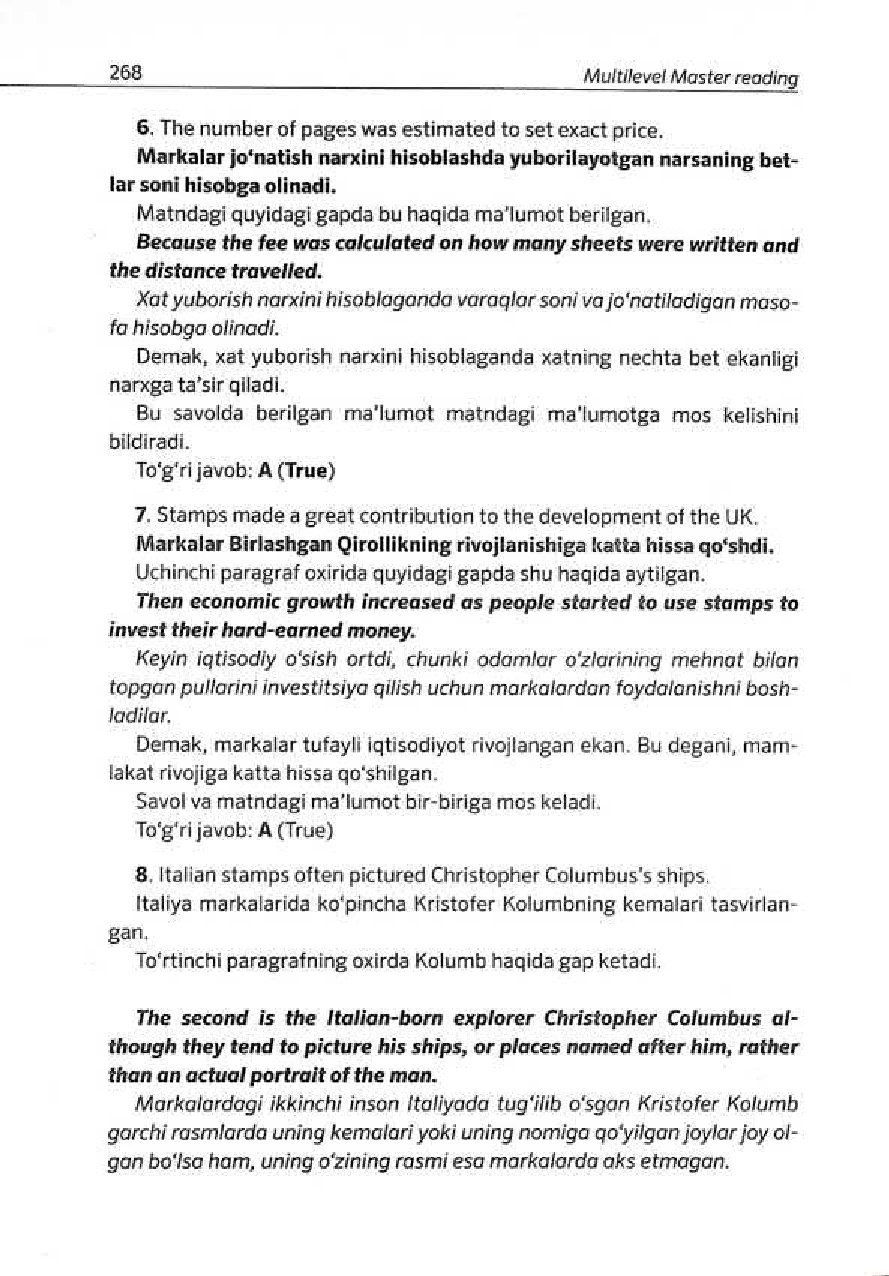 268
Multilevel Master reading
6. The number of pages was estimated to set exact price.
Markalar jo‘natish narxini hisoblashda yuborilayotgan narsaning bet-
lar soni hisobga olinadi.
Matndagi quyidagi gapda bu haqida ma’lumot berilgan.
Because the fee was calculated on how many sheets were written and
the distance travelled.
Xat yuborish narxini hisoblaganda varaqlar soni va jo‘natiladigan maso-
fa hisobga olinadi.
Demak, xat yuborish narxini hisoblaganda xatning nechta bet ekanligi
narxga ta’sir qiladi.
Bu savolda berilgan ma’lumot matndagi ma’lumotga mos kelishini
bildiradi.
To‘g‘ri javob: A (True)
7. Stamps made a great contribution to the development of the UK.
Markalar Birlashgan Qirollikning rivojlanishiga katta hissa qo‘shdi.
Uchinchi paragraf oxirida quyidagi gapda shu haqida aytilgan.
Then economic growth increased as people started to use stamps to
invest their hard-earned money.
Keyin iqtisodiy o‘sish ortdi, chunki odamlar o‘zlarining mehnat bilan
topgan pullarini investitsiya qilish uchun markalardan foydalanishni bosh-
ladilar.
Demak, markalar tufayli iqtisodiyot rivojlangan ekan. Bu degani, mam-
lakat rivojiga katta hissa qo‘shilgan.
Savol va matndagi ma’lumot bir-biriga mos keladi.
To‘g‘ri javob: A (True)
8. Italian stamps often pictured Christopher Columbus's ships.
Italiya markalarida ko‘pincha Kristofer Kolumbning kemalari tasvirlan-
gan.
To‘rtinchi paragrafning oxirda Kolumb haqida gap ketadi.
The second is the Italian-born explorer Christopher Columbus al-
though they tend to picture his ships, or places named after him, rather
than an actual portrait of the man.
Markalardagi ikkinchi inson Italiyada tug‘ilib o‘sgan Kristofer Kolumb
garchi rasmlarda uning kemalari yoki uning nomiga qo‘yilgan joylar joy ol-
gan bo‘lsa ham, uning o‘zining rasmi esa markalarda aks etmagan.